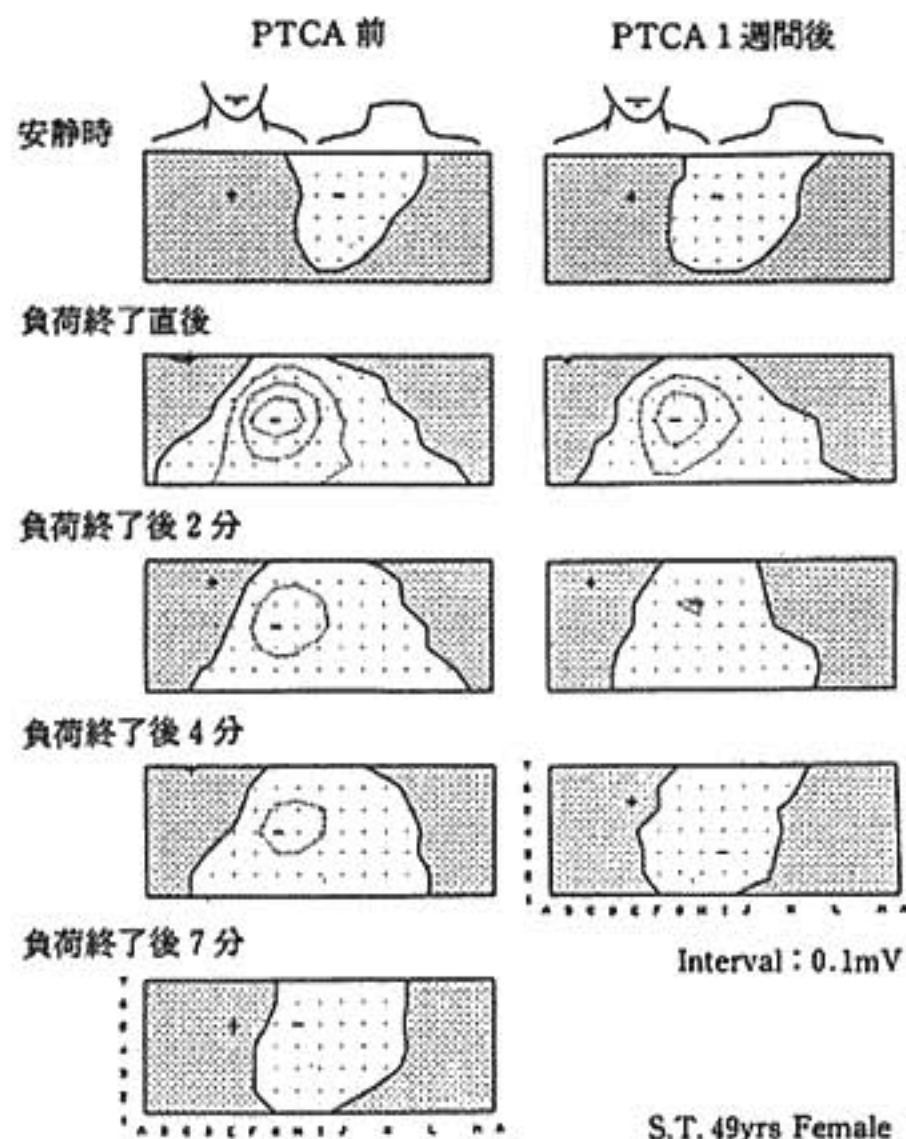 PTCA 前 PTCA 1 週間後
安静時
負荷終了直後
負荷終了後 2 分
負荷終了後 4 分
負荷終了後 7 分
Interval：0.1mV
S.T. 49yrs Female